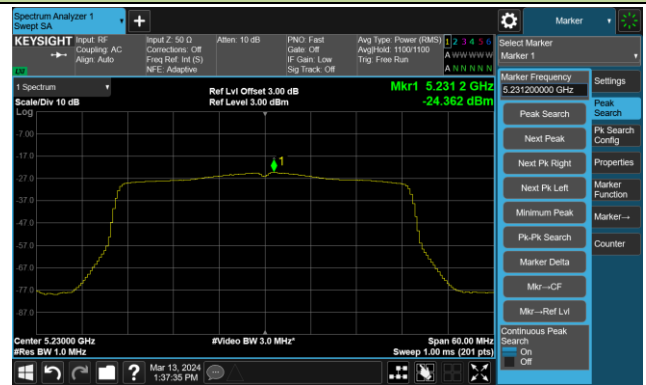 Spectrum Analyzer 1
Swept SA
+
Marker
KEYSIGHT
Input: RF
Coupling: AC
Align: Auto
Input Z: 50 Ω
Corrections: Off
Freq Ref: Int (S)
NFE: Adaptive
Atten: 10 dB
PNO: Fast
Gate: Off
IF Gain: Low
Sig Track: Off
Avg Type: Power (RMS)
Avg|Hold: 1100/1100
Trig: Free Run
1 2 3 4 5 6
A W W W W W
A N N N N N
LW
Select Marker
Marker 1
1 Spectrum
Scale/Div 10 dB
Log
Ref Lvl Offset 3.00 dB
Ref Level 3.00 dBm
Mkr1 5.231 2 GHz
-24.362 dBm
-7.00
-17.0
-27.0
-37.0
-47.0
-57.0
-67.0
-77.0
-87.0
1
Center 5.23000 GHz
#Res BW 1.0 MHz
#Video BW 3.0 MHz*
Span 60.00 MHz
Sweep 1.00 ms (201 pts)
Marker Frequency
5.231200000 GHz
Peak Search
Next Peak
Next Pk Right
Next Pk Left
Minimum Peak
Pk-Pk Search
Marker Delta
Mkr→CF
Mkr→Ref Lvl
Continuous Peak
Search
On
Off
Settings
Peak
Search
Pk Search
Config
Properties
Marker
Function
Marker→
Counter
?
Mar 13, 2024
1:37:35 PM